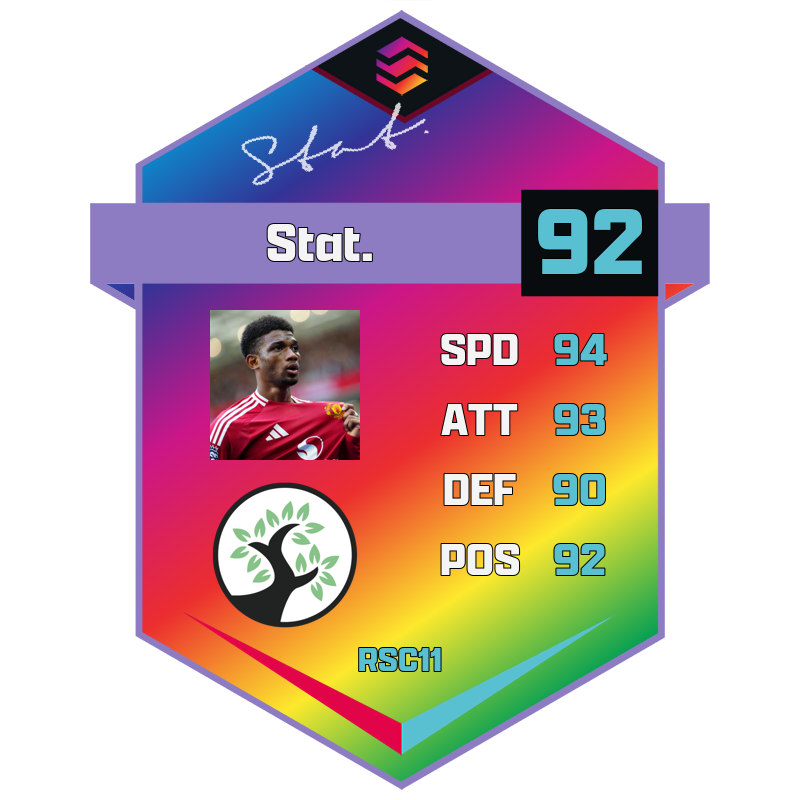 Stat.
Stat. 92
SPD 94
ATT 93
DEF 90
POS 92
RSC11